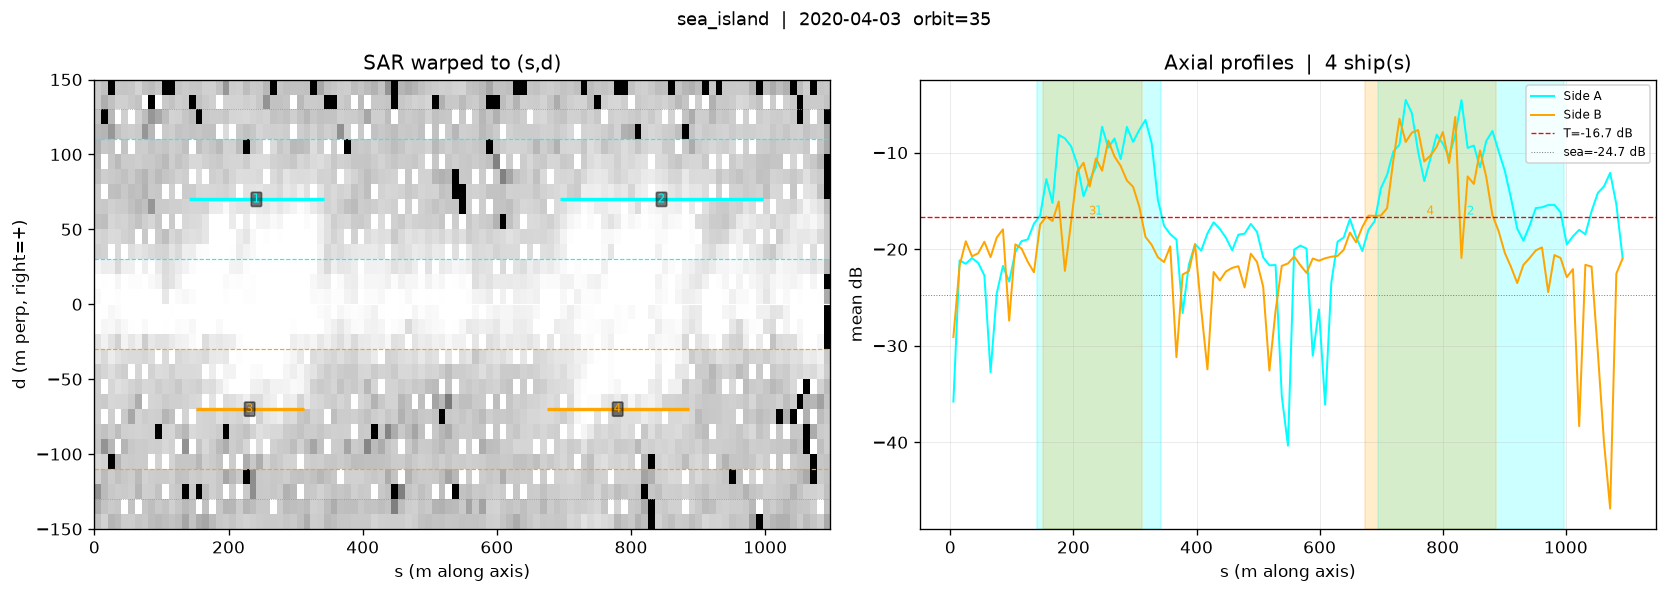 sea_island  |  2020-04-03  orbit=35
SAR warped to (s,d)
150
100
50
0
−50
−100
−150
d (m perp, right=+)
1
2
3
4
0
200
400
600
800
1000
s (m along axis)
Axial profiles  |  4 ship(s)
−10
−20
−30
−40
mean dB
Side A
Side B
T=-16.7 dB
sea=-24.7 dB
3
1
4
2
0
200
400
600
800
1000
s (m along axis)